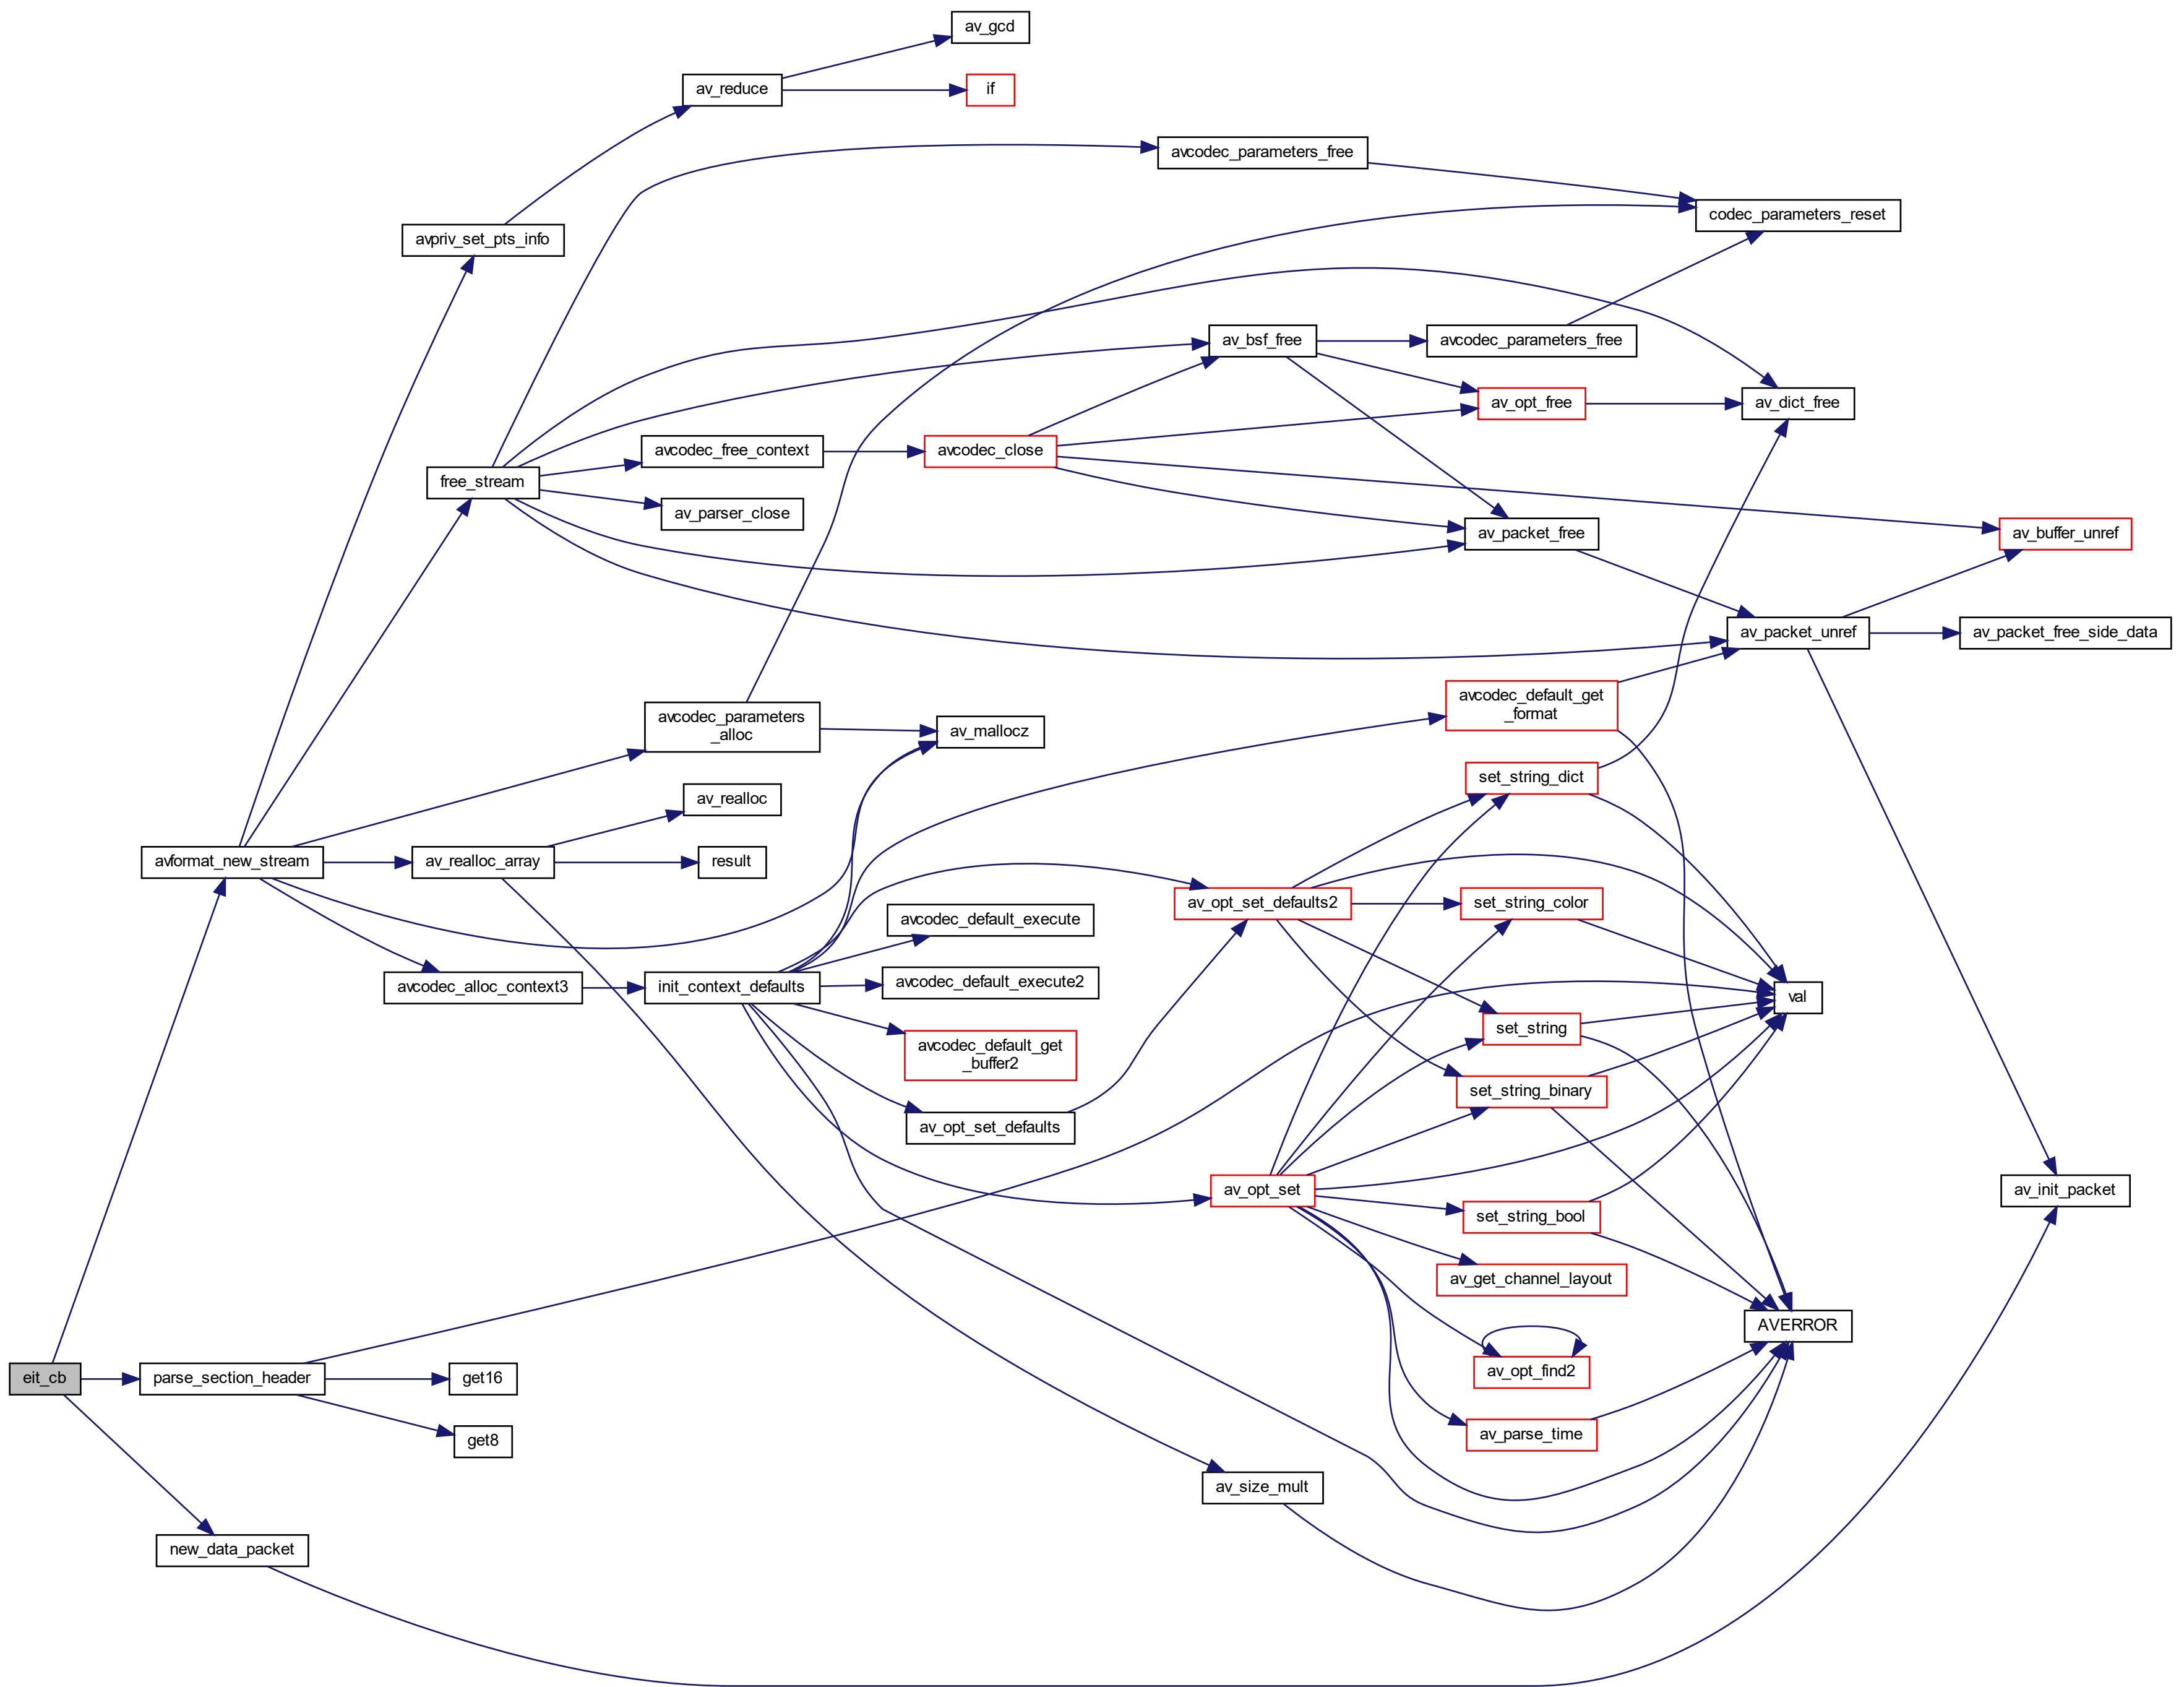 av_gcd
av_reduce
if
avcodec_parameters_free
codec_parameters_reset
avpriv_set_pts_info
av_bsf_free
avcodec_parameters_free
av_opt_free
av_dict_free
avcodec_free_context
avcodec_close
free_stream
av_parser_close
av_packet_free
av_buffer_unref
av_packet_unref
av_packet_free_side_data
avcodec_parameters
_alloc
avcodec_default_get
_format
av_mallocz
set_string_dict
av_realloc
avformat_new_stream
av_realloc_array
result
av_opt_set_defaults2
set_string_color
avcodec_default_execute
avcodec_alloc_context3
init_context_defaults
avcodec_default_execute2
val
set_string
avcodec_default_get
_buffer2
set_string_binary
av_opt_set_defaults
av_opt_set
av_init_packet
set_string_bool
av_get_channel_layout
AVERROR
av_opt_find2
eit_cb
parse_section_header
get16
av_parse_time
get8
av_size_mult
new_data_packet